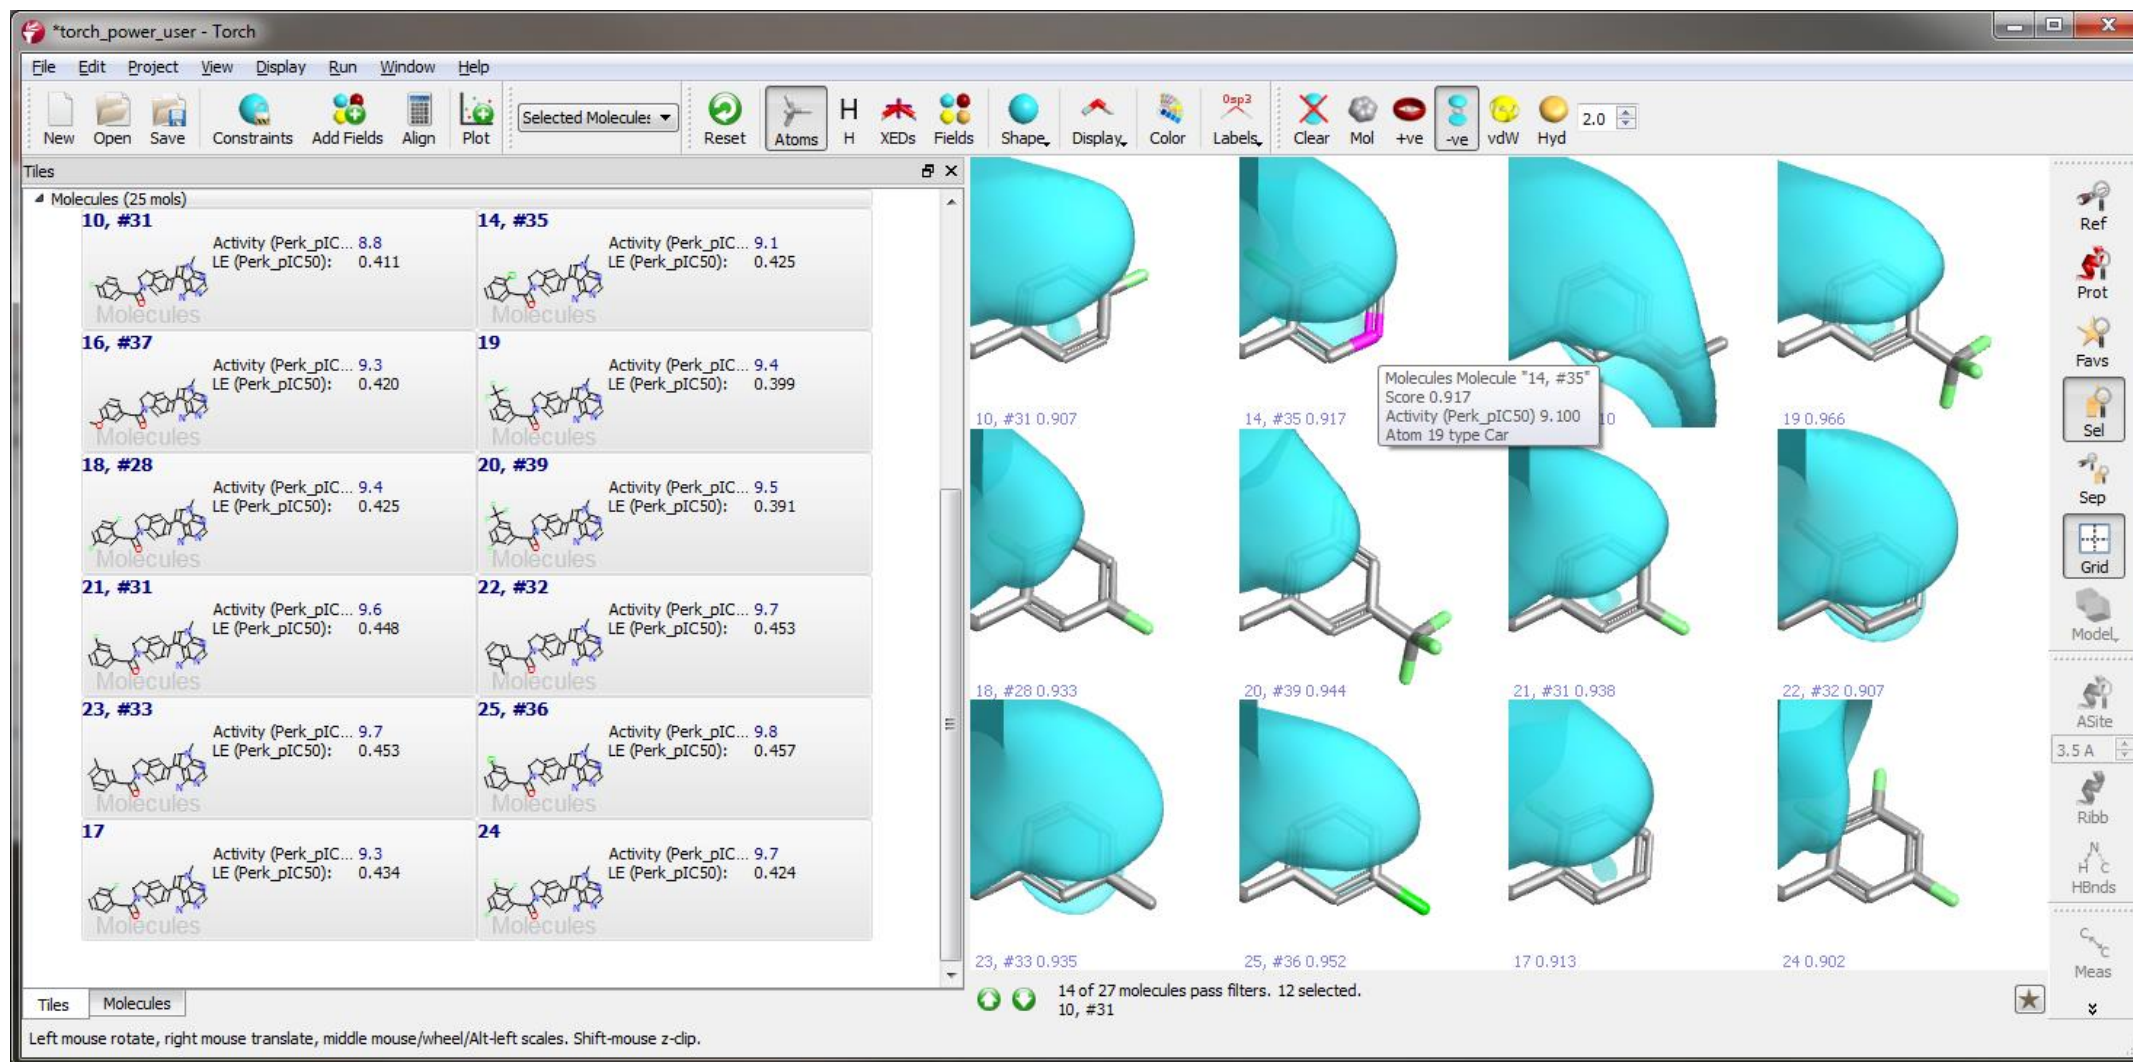 *torch_power_user - Torch
File Edit Project View Display Run Window Help
New Open Save Constraints Add Fields Align Plot Selected Molecules Reset Atoms H XEDs Fields Shape Display Color Labels Clear Mol +ve -ve vdW Hyd 2.0
H
0sp3
Tiles
Molecules (25 mols)
10, #31
Activity (Perk_pIC... 8.8
LE (Perk_pIC50): 0.411
Molecules
14, #35
Activity (Perk_pIC... 9.1
LE (Perk_pIC50): 0.425
Molecules
16, #37
Activity (Perk_pIC... 9.3
LE (Perk_pIC50): 0.420
Molecules
19
Activity (Perk_pIC... 9.4
LE (Perk_pIC50): 0.399
Molecules
18, #28
Activity (Perk_pIC... 9.4
LE (Perk_pIC50): 0.425
Molecules
20, #39
Activity (Perk_pIC... 9.5
LE (Perk_pIC50): 0.391
Molecules
21, #31
Activity (Perk_pIC... 9.6
LE (Perk_pIC50): 0.448
Molecules
22, #32
Activity (Perk_pIC... 9.7
LE (Perk_pIC50): 0.453
Molecules
23, #33
Activity (Perk_pIC... 9.7
LE (Perk_pIC50): 0.453
Molecules
25, #36
Activity (Perk_pIC... 9.8
LE (Perk_pIC50): 0.457
Molecules
17
Activity (Perk_pIC... 9.3
LE (Perk_pIC50): 0.434
Molecules
24
Activity (Perk_pIC... 9.7
LE (Perk_pIC50): 0.424
Molecules
Tiles Molecules
10, #31 0.907
14, #35 0.917
10
19 0.966
Molecules Molecule "14, #35"
Score 0.917
Activity (Perk_pIC50) 9.100
Atom 19 type Car
18, #28 0.933
20, #39 0.944
21, #31 0.938
22, #32 0.907
23, #33 0.935
25, #36 0.952
17 0.913
24 0.902
14 of 27 molecules pass filters. 12 selected.
10, #31
Ref
Prot
Favs
Sel
Sep
Grid
Model
ASite
3.5 A
Ribb
N
H C
HBnds
C
C
Meas
Left mouse rotate, right mouse translate, middle mouse/wheel/Alt-left scales. Shift-mouse z-clip.